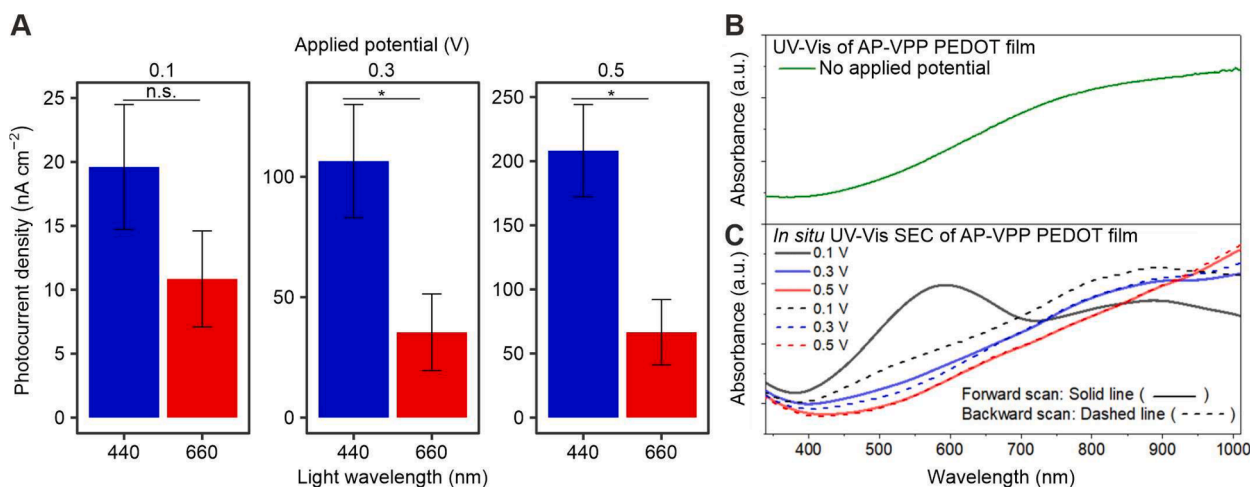 A
Applied potential (V)
0.1
0.3
0.5
n.s.
*
*
Photocurrent density (nA cm−2)
25
20
15
10
5
0
100
50
0
250
200
150
100
50
0
440
660
440
660
440
660
Light wavelength (nm)
B
UV-Vis of AP-VPP PEDOT film
No applied potential
Absorbance (a.u.)
C
In situ UV-Vis SEC of AP-VPP PEDOT film
0.1 V
0.3 V
0.5 V
0.1 V
0.3 V
0.5 V
Forward scan: Solid line ( )
Backward scan: Dashed line ( )
Absorbance (a.u.)
400
500
600
700
800
900
1000
Wavelength (nm)